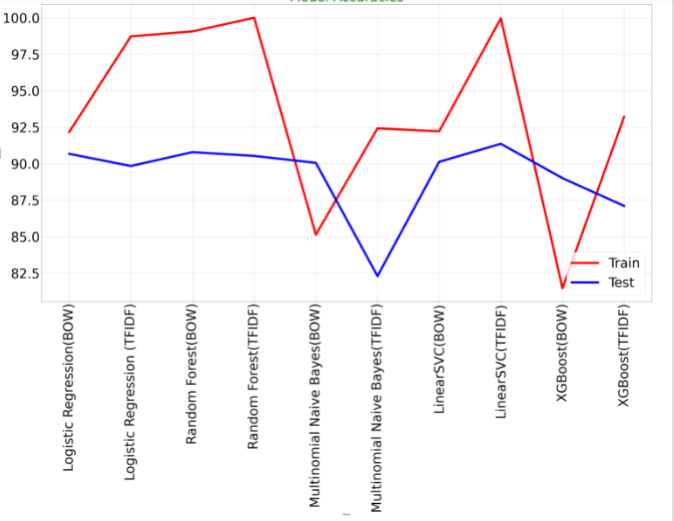 Model Accuracies
100.0
97.5
95.0
92.5
90.0
87.5
85.0
82.5
Train
Test
Logistic Regression(BOW)
Logistic Regression (TFIDF)
Random Forest(BOW)
Random Forest(TFIDF)
Multinomial Naive Bayes(BOW)
Multinomial Naive Bayes(TFIDF)
LinearSVC(BOW)
LinearSVC(TFIDF)
XGBoost(BOW)
XGBoost(TFIDF)